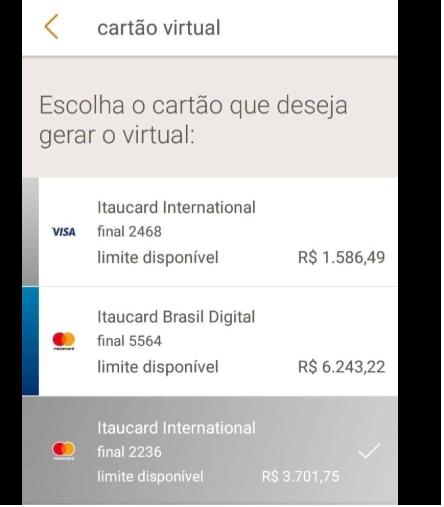 cartão virtual
Escolha o cartão que deseja
gerar o virtual:
Itaucard International
VISA final 2468
limite disponível R$ 1.586,49
Itaucard Brasil Digital
final 5564
mastercard
limite disponível R$ 6.243,22
Itaucard International
final 2236
mastercard
limite disponível R$ 3.701,75